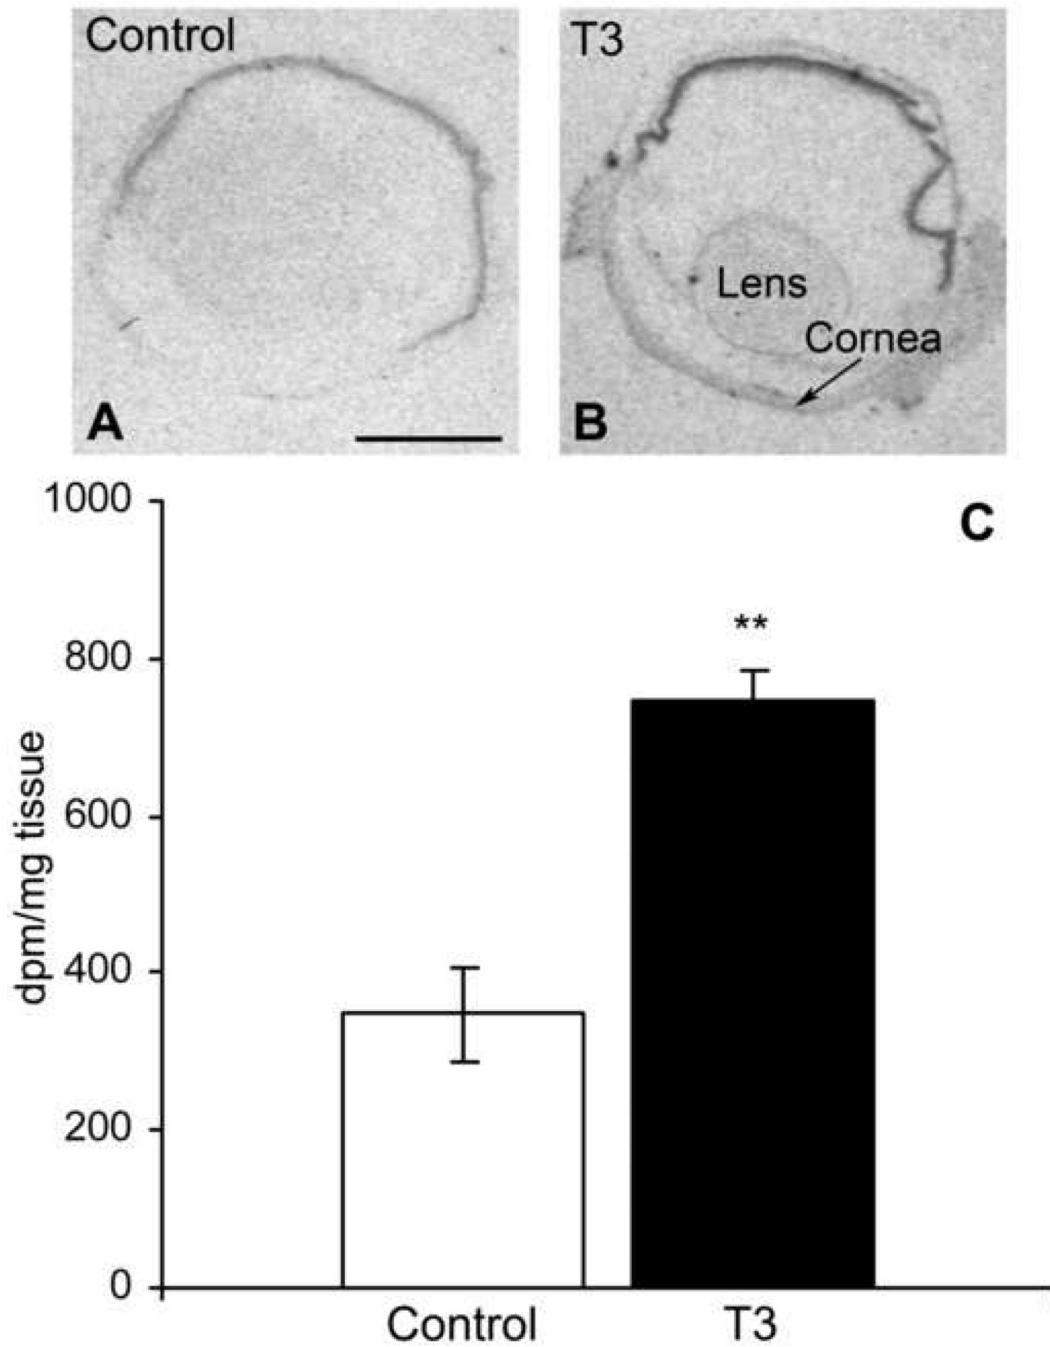 Control
T3
Lens
Cornea
A
B
1000
C
**
800
600
dpm/mg tissue
400
200
0
Control
T3